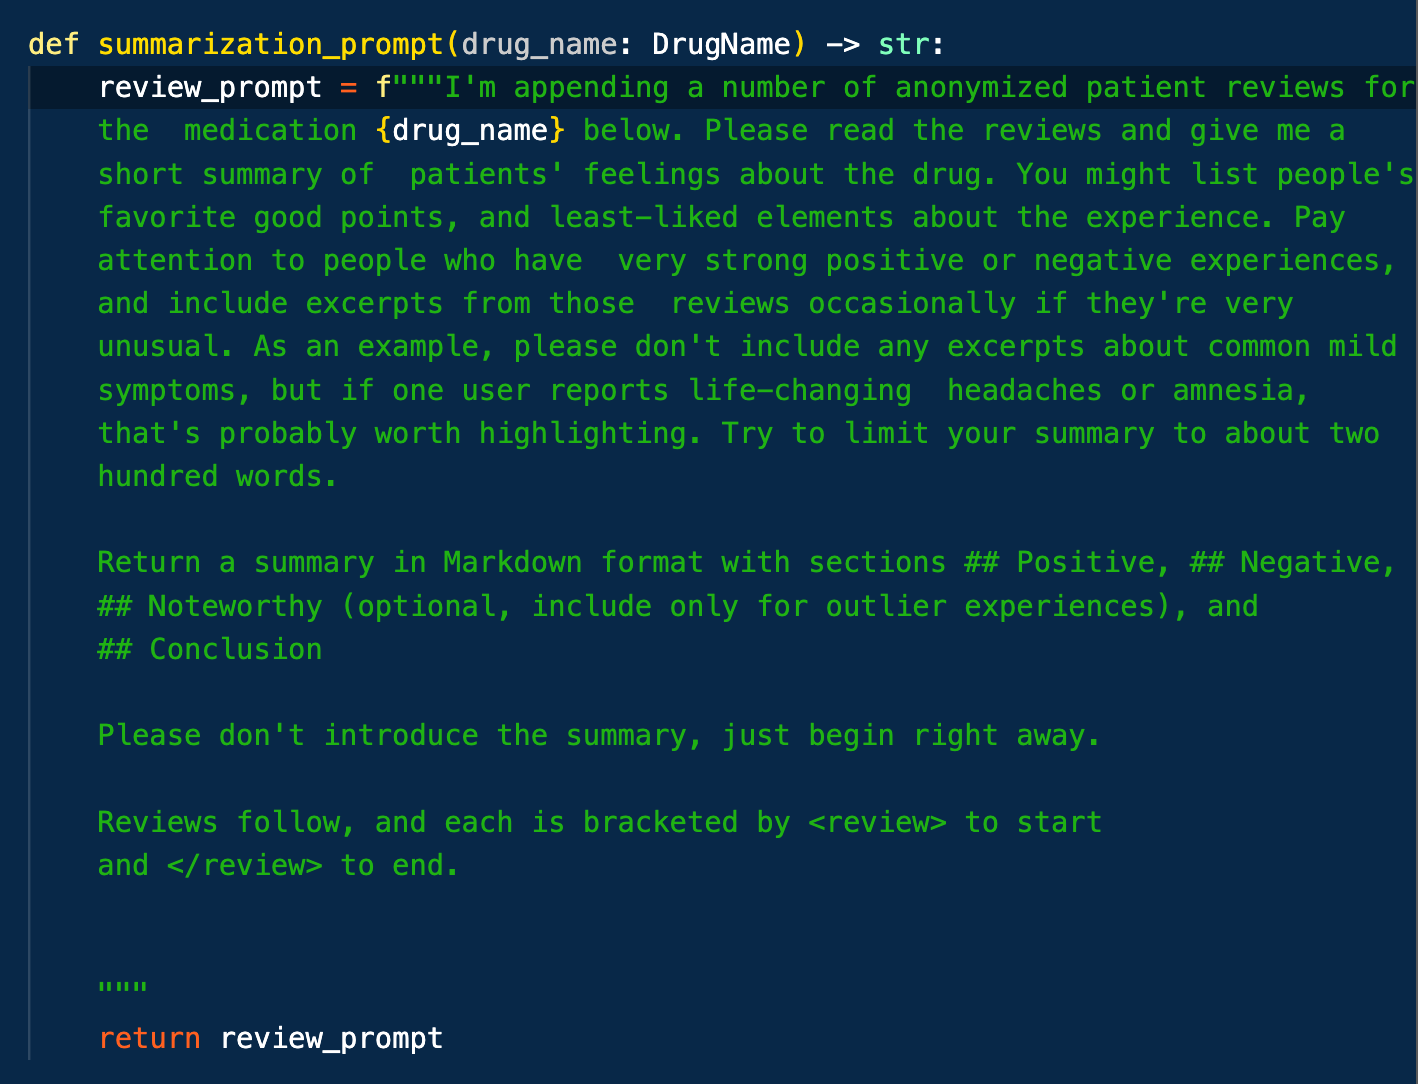 def summarization_prompt(drug_name: DrugName) -> str:
    review_prompt = f"""I'm appending a number of anonymized patient reviews for
    the  medication {drug_name} below. Please read the reviews and give me a
    short summary of  patients' feelings about the drug. You might list people's
    favorite good points, and least-liked elements about the experience. Pay
    attention to people who have  very strong positive or negative experiences,
    and include excerpts from those  reviews occasionally if they're very
    unusual. As an example, please don't include any excerpts about common mild
    symptoms, but if one user reports life-changing  headaches or amnesia,
    that's probably worth highlighting. Try to limit your summary to about two
    hundred words.

    Return a summary in Markdown format with sections ## Positive, ## Negative,
    ## Noteworthy (optional, include only for outlier experiences), and
    ## Conclusion

    Please don't introduce the summary, just begin right away.

    Reviews follow, and each is bracketed by <review> to start
    and </review> to end.


    """
    return review_prompt